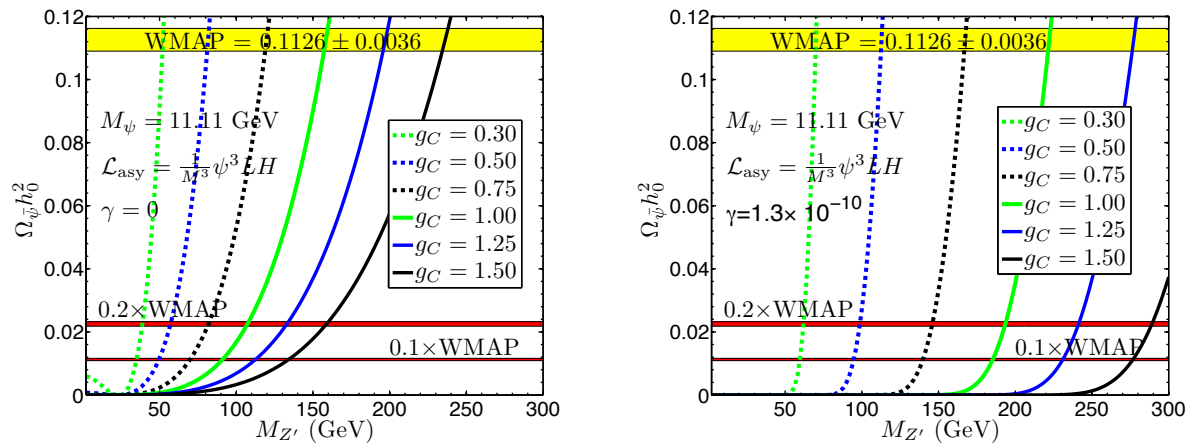 0.12
WMAP = 0.1126 ± 0.0036
0.1
M_ψ = 11.11 GeV
0.08
ℒ_asy = 1/M³ ψ³LH
γ = 0
0.06
0.04
0.2×WMAP
0.02
0.1×WMAP
0
Ω_ψ̄ h₀²
g_C = 0.30
g_C = 0.50
g_C = 0.75
g_C = 1.00
g_C = 1.25
g_C = 1.50
50 100 150 200 250 300
M_Z′ (GeV)
0.12
WMAP = 0.1126 ± 0.0036
0.1
M_ψ = 11.11 GeV
0.08
ℒ_asy = 1/M³ ψ³LH
γ=1.3× 10⁻¹⁰
0.06
0.04
0.2×WMAP
0.02
0.1×WMAP
0
Ω_ψ̄ h₀²
g_C = 0.30
g_C = 0.50
g_C = 0.75
g_C = 1.00
g_C = 1.25
g_C = 1.50
50 100 150 200 250 300
M_Z′ (GeV)